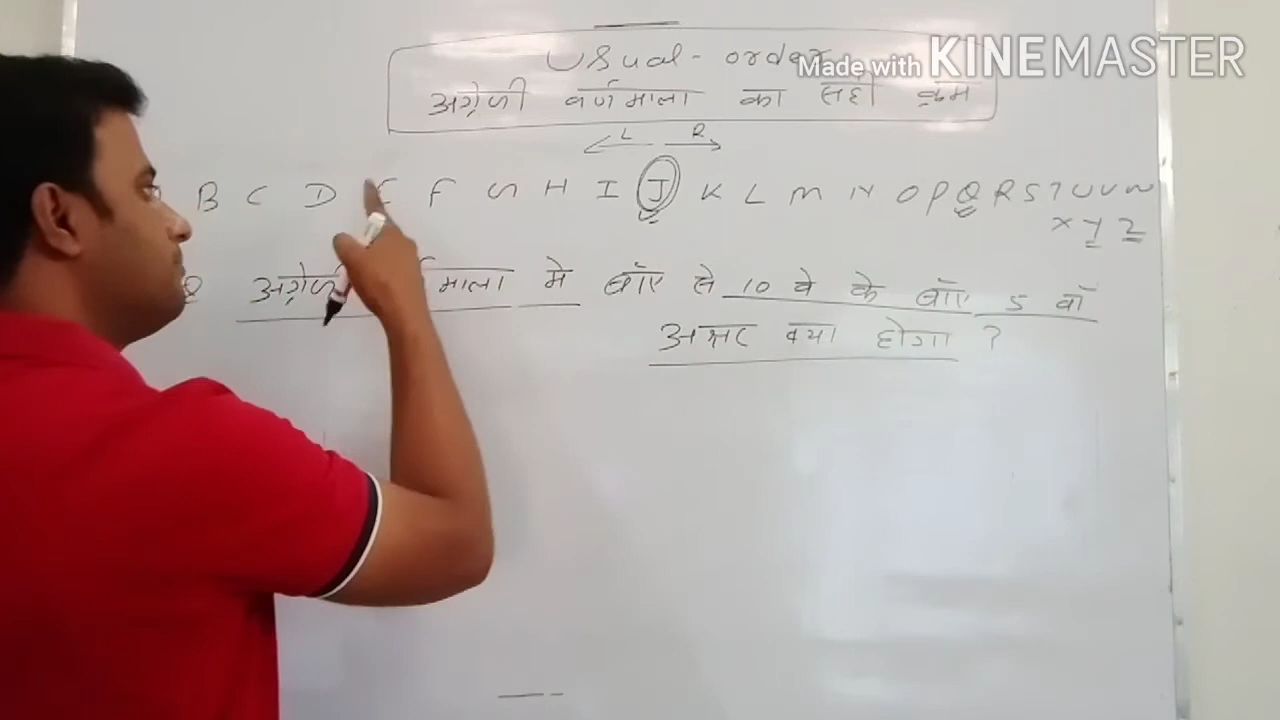 Usual-order
Made with KINEMASTER
अंग्रेजी वर्णमाला का सही क्रम
L R
B C D E F G H I J K L M N O P Q R S T U V W
X Y Z
Q अंग्रेजी माला मे बाँए से 10 वे के बाँए 5 वाँ
अक्षर क्या होगा ?